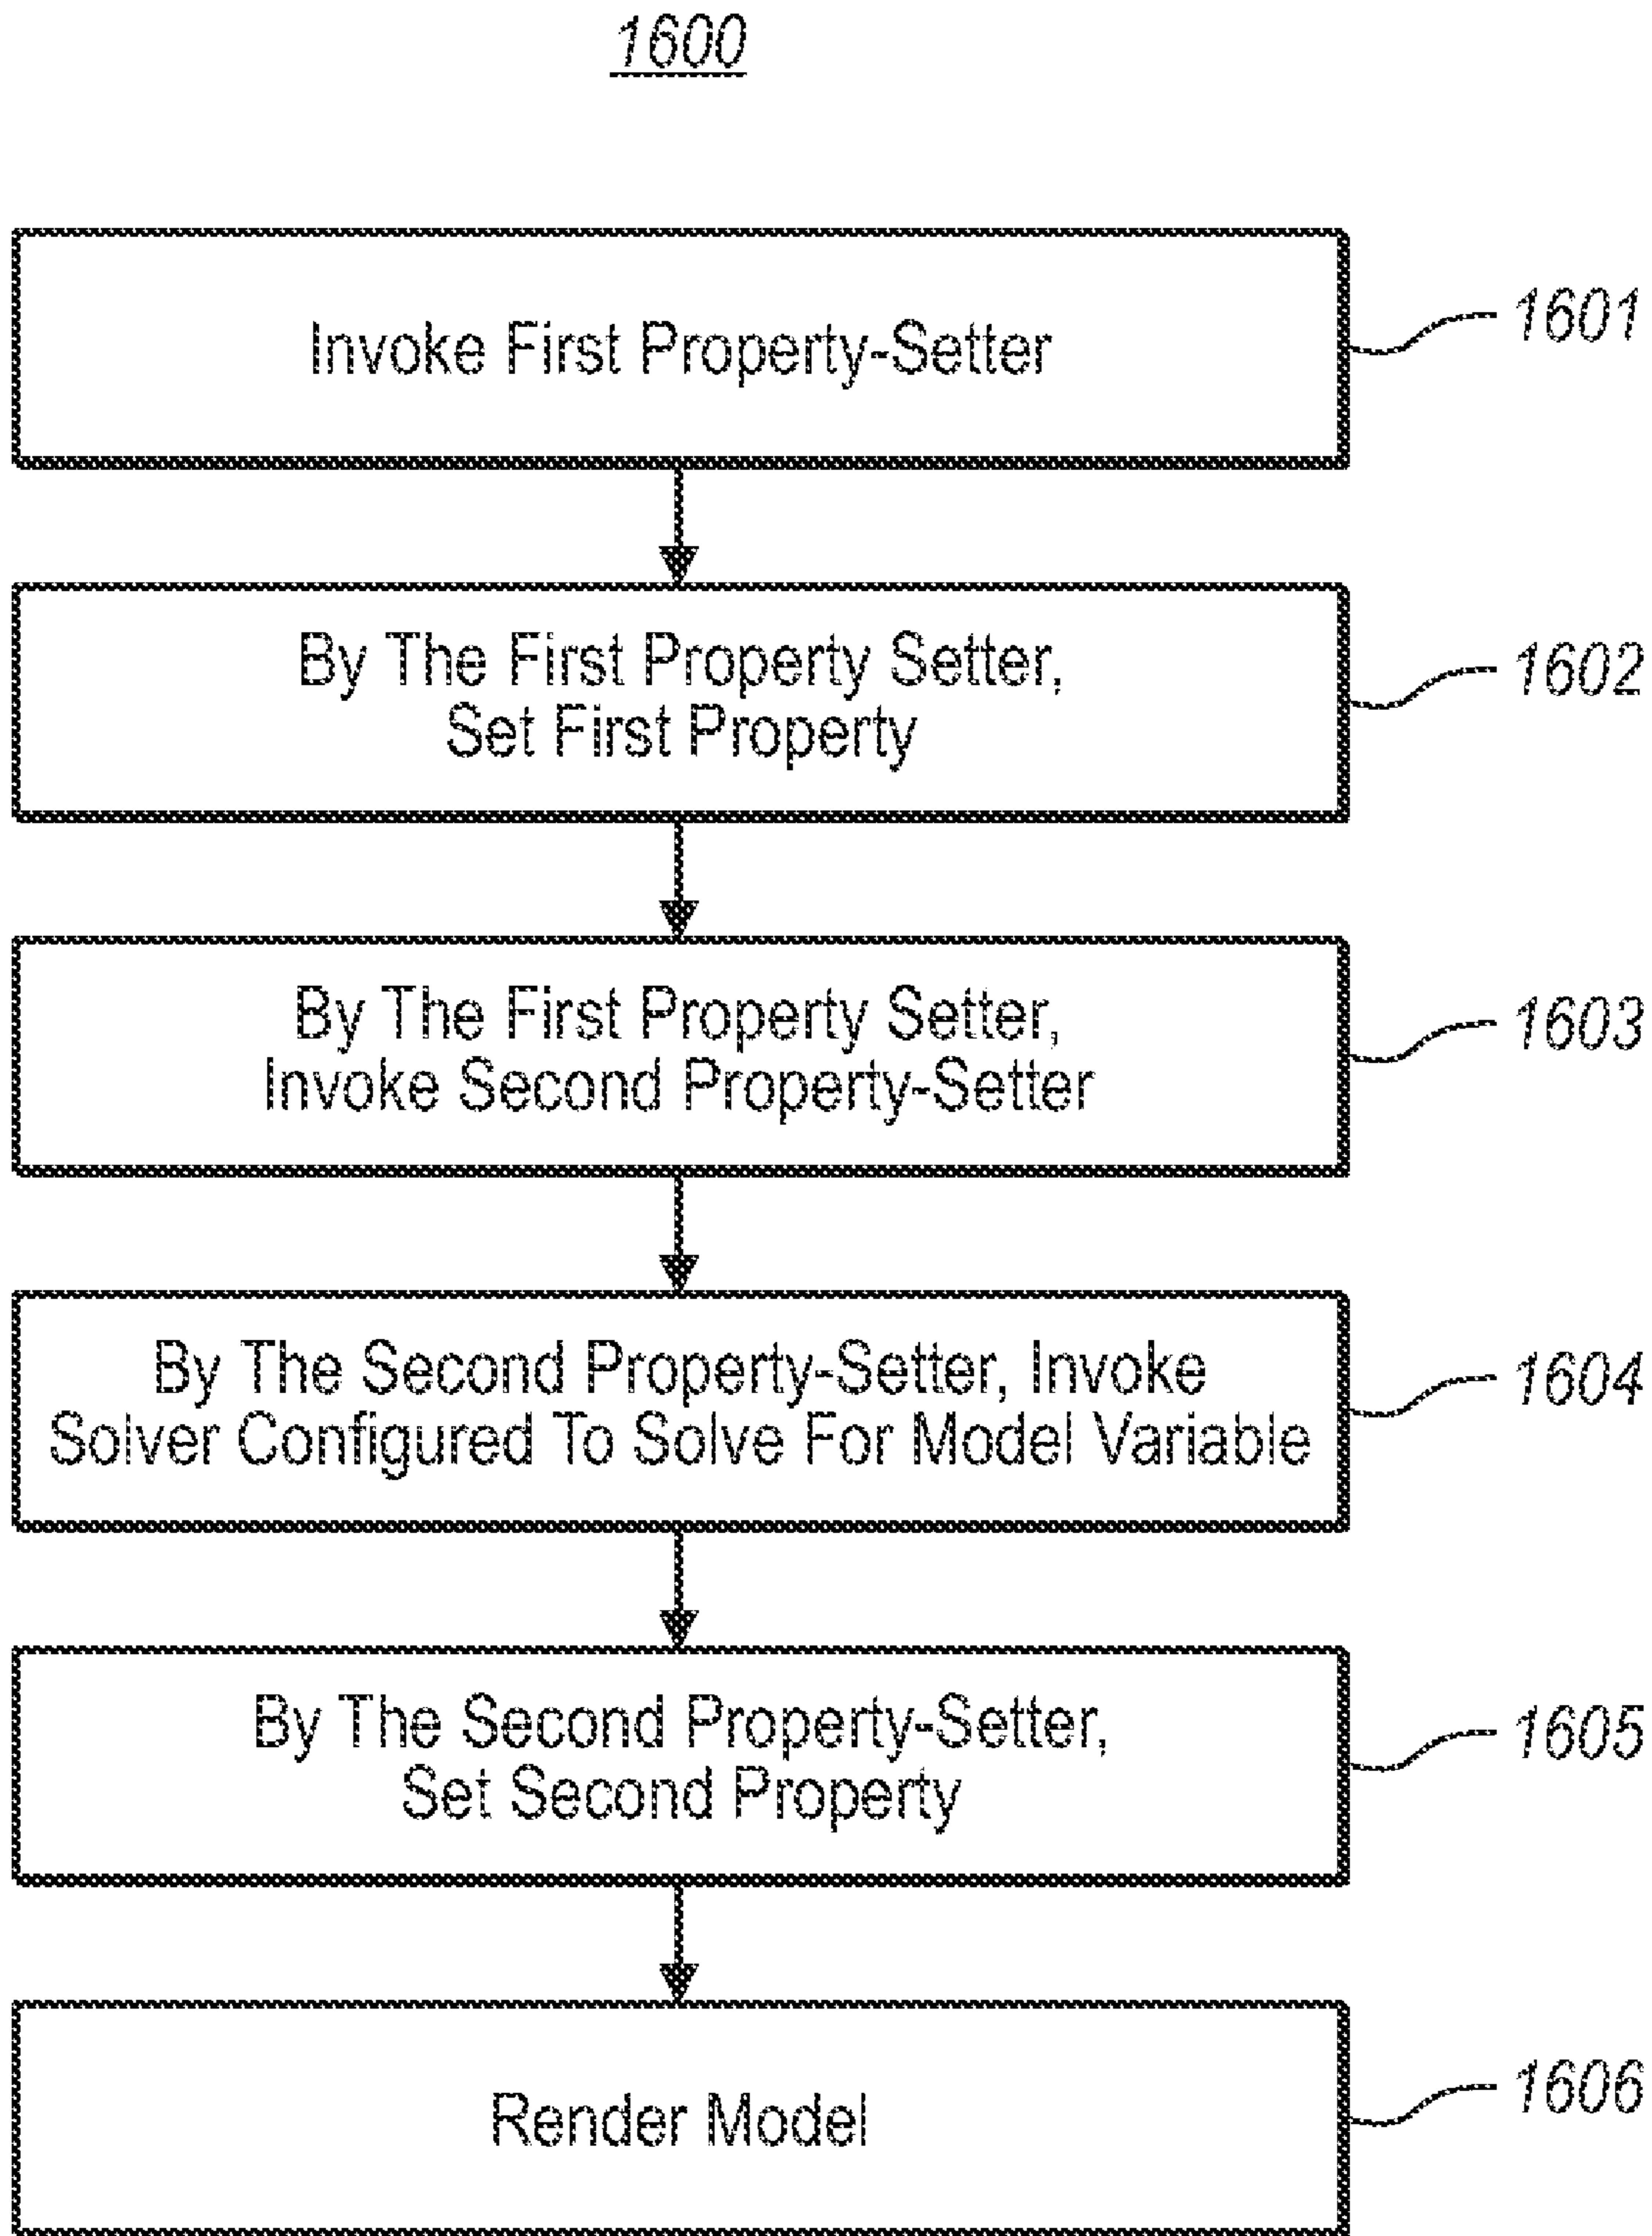 1600
Invoke First Property-Setter
1601
By The First Property Setter,
Set First Property
1602
By The First Property Setter,
Invoke Second Property-Setter
1603
By The Second Property-Setter, Invoke
Solver Configured To Solve For Model Variable
1604
By The Second Property-Setter,
Set Second Property
1605
Render Model
1606